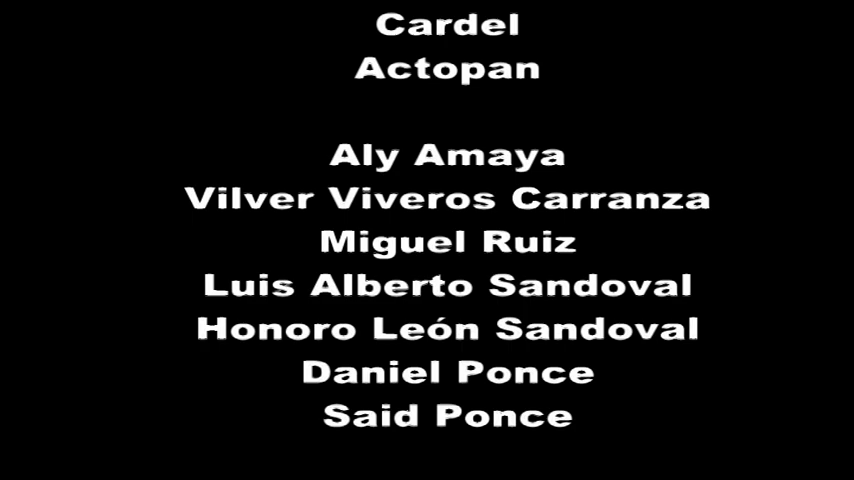 Cardel
Actopan
Aly Amaya
Vilver Viveros Carranza
Miguel Ruiz
Luis Alberto Sandoval
Honoro León Sandoval
Daniel Ponce
Said Ponce